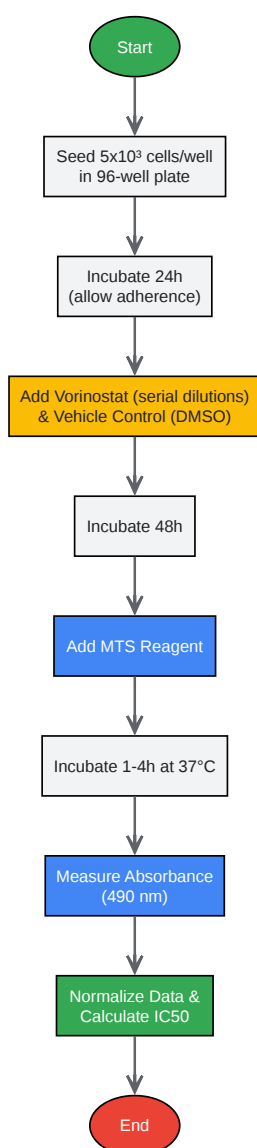 Start
Seed 5x10³ cells/well
in 96-well plate
Incubate 24h
(allow adherence)
Add Vorinostat (serial dilutions)
& Vehicle Control (DMSO)
Incubate 48h
Add MTS Reagent
Incubate 1-4h at 37°C
Measure Absorbance
(490 nm)
Normalize Data &
Calculate IC50
End